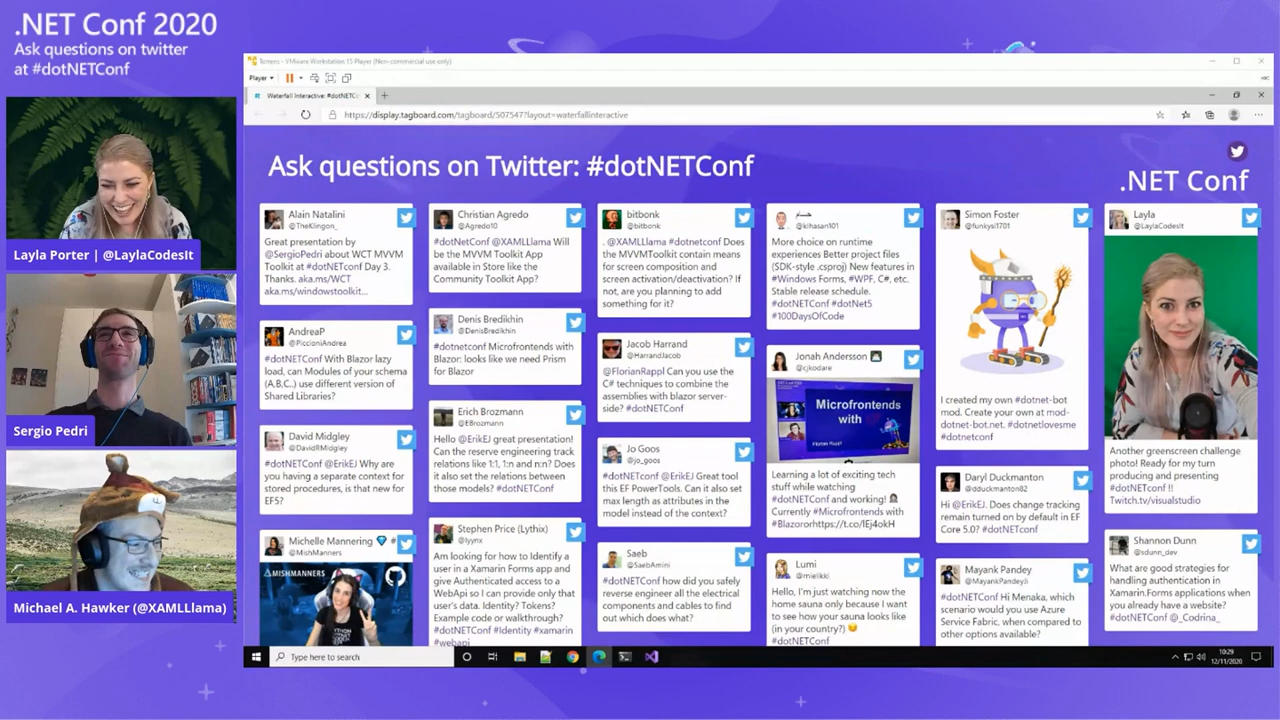 .NET Conf 2020
Ask questions on twitter
at #dotNETConf
Layla Porter | @LaylaCodesIt
Sergio Pedri
Michael A. Hawker (@XAMLLlama)
Torrens - VMware Workstation 15 Player (Non-commercial use only)
Player
Waterfall Interactive: #dotNETC
https://display.tagboard.com/tagboard/507547?layout=waterfallinteractive
Ask questions on Twitter: #dotNETConf
.NET Conf
Alain Natalini
@TheKlingon_
Great presentation by
@SergioPedri about WCT MVVM
Toolkit at #dotNETconf Day 3.
Thanks. aka.ms/WCT
aka.ms/windowstoolkit...
AndreaP
@PiccioniAndrea
#dotNETConf With Blazor lazy
load, can Modules of your schema
(A,B,C..) use different version of
Shared Libraries?
David Midgley
@DavidRMidgley
#dotNETConf @ErikEJ Why are
you having a separate context for
stored procedures, is that new for
EF5?
Michelle Mannering 💎 #
@MishManners
MISHMANNERS
Christian Agredo
@Agredo10
#dotNetConf @XAMLLlama Will
be the MVVM Toolkit App
available in Store like the
Community Toolkit App?
Denis Bredikhin
@DenisBredikhin
#dotnetconf Microfrontends with
Blazor: looks like we need Prism
for Blazor
Erich Brozmann
@EBrozmann
Hello @ErikEJ great presentation!
Can the reserve engineering track
relations like 1:1, 1:n and n:n? Does
it also set the relations between
those models? #dotNETConf
Stephen Price (Lythix)
@lyynx
Am looking for how to Identify a
user in a Xamarin Forms app and
give Authenticated access to a
WebApi so I can provide only that
user's data. Identity? Tokens?
Example code or walkthrough?
#dotNETConf #Identity #xamarin
#webapi
bitbonk
@bitbonk
. @XAMLLlama #dotnetconf Does
the MVVMToolkit contain means
for screen composition and
screen activation/deactivation? If
not, are you planning to add
something for it?
Jacob Harrand
@HarrandJacob
@FlorianRappl Can you use the
C# techniques to combine the
assemblies with blazor server-
side? #dotNETConf
Jo Goos
@jo_goos
#dotNETConf @ErikEJ Great tool
this EF PowerTools. Can it also set
max length as attributes in the
model instead of the context?
Saeb
@SaebAmini
#dotNETConf how did you safely
reverse engineer all the electrical
components and cables to find
out which does what?
@kihasan101
More choice on runtime
experiences Better project files
(SDK-style .csproj) New features in
#Windows Forms, #WPF, C#, etc.
Stable release schedule.
#dotNETConf #dotNet5
#100DaysOfCode
Jonah Andersson
@cjkodare
Microfrontends
with
Learning a lot of exciting tech
stuff while watching
#dotNETConf and working!
Currently #Microfrontends with
#Blazororhttps://t.co/lEj4okH
Lumi
@mielikki
Hello, I'm just watching now the
home sauna only because I want
to see how your sauna looks like
(in your country?) 😏
#dotNETConf
Simon Foster
@funkysi1701
I created my own #dotnet-bot
mod. Create your own at mod-
dotnet-bot.net. #dotnetlovesme
#dotnetconf
Daryl Duckmanton
@dduckmanton82
Hi @ErikEJ. Does change tracking
remain turned on by default in EF
Core 5.0? #dotNETConf
Mayank Pandey
@MayankPandeyJi
#dotNETConf Hi Menaka, which
scenario would you use Azure
Service Fabric, when compared to
other options available?
Layla
@LaylaCodesIt
Another greenscreen challenge
photo! Ready for my turn
producing and presenting
#dotNETConf !!
Twitch.tv/visualstudio
Shannon Dunn
@sdunn_dev
What are good strategies for
handling authentication in
Xamarin.Forms applications when
you already have a website?
#dotNETConf @_Codrina_
Type here to search
10:29
12/11/2020